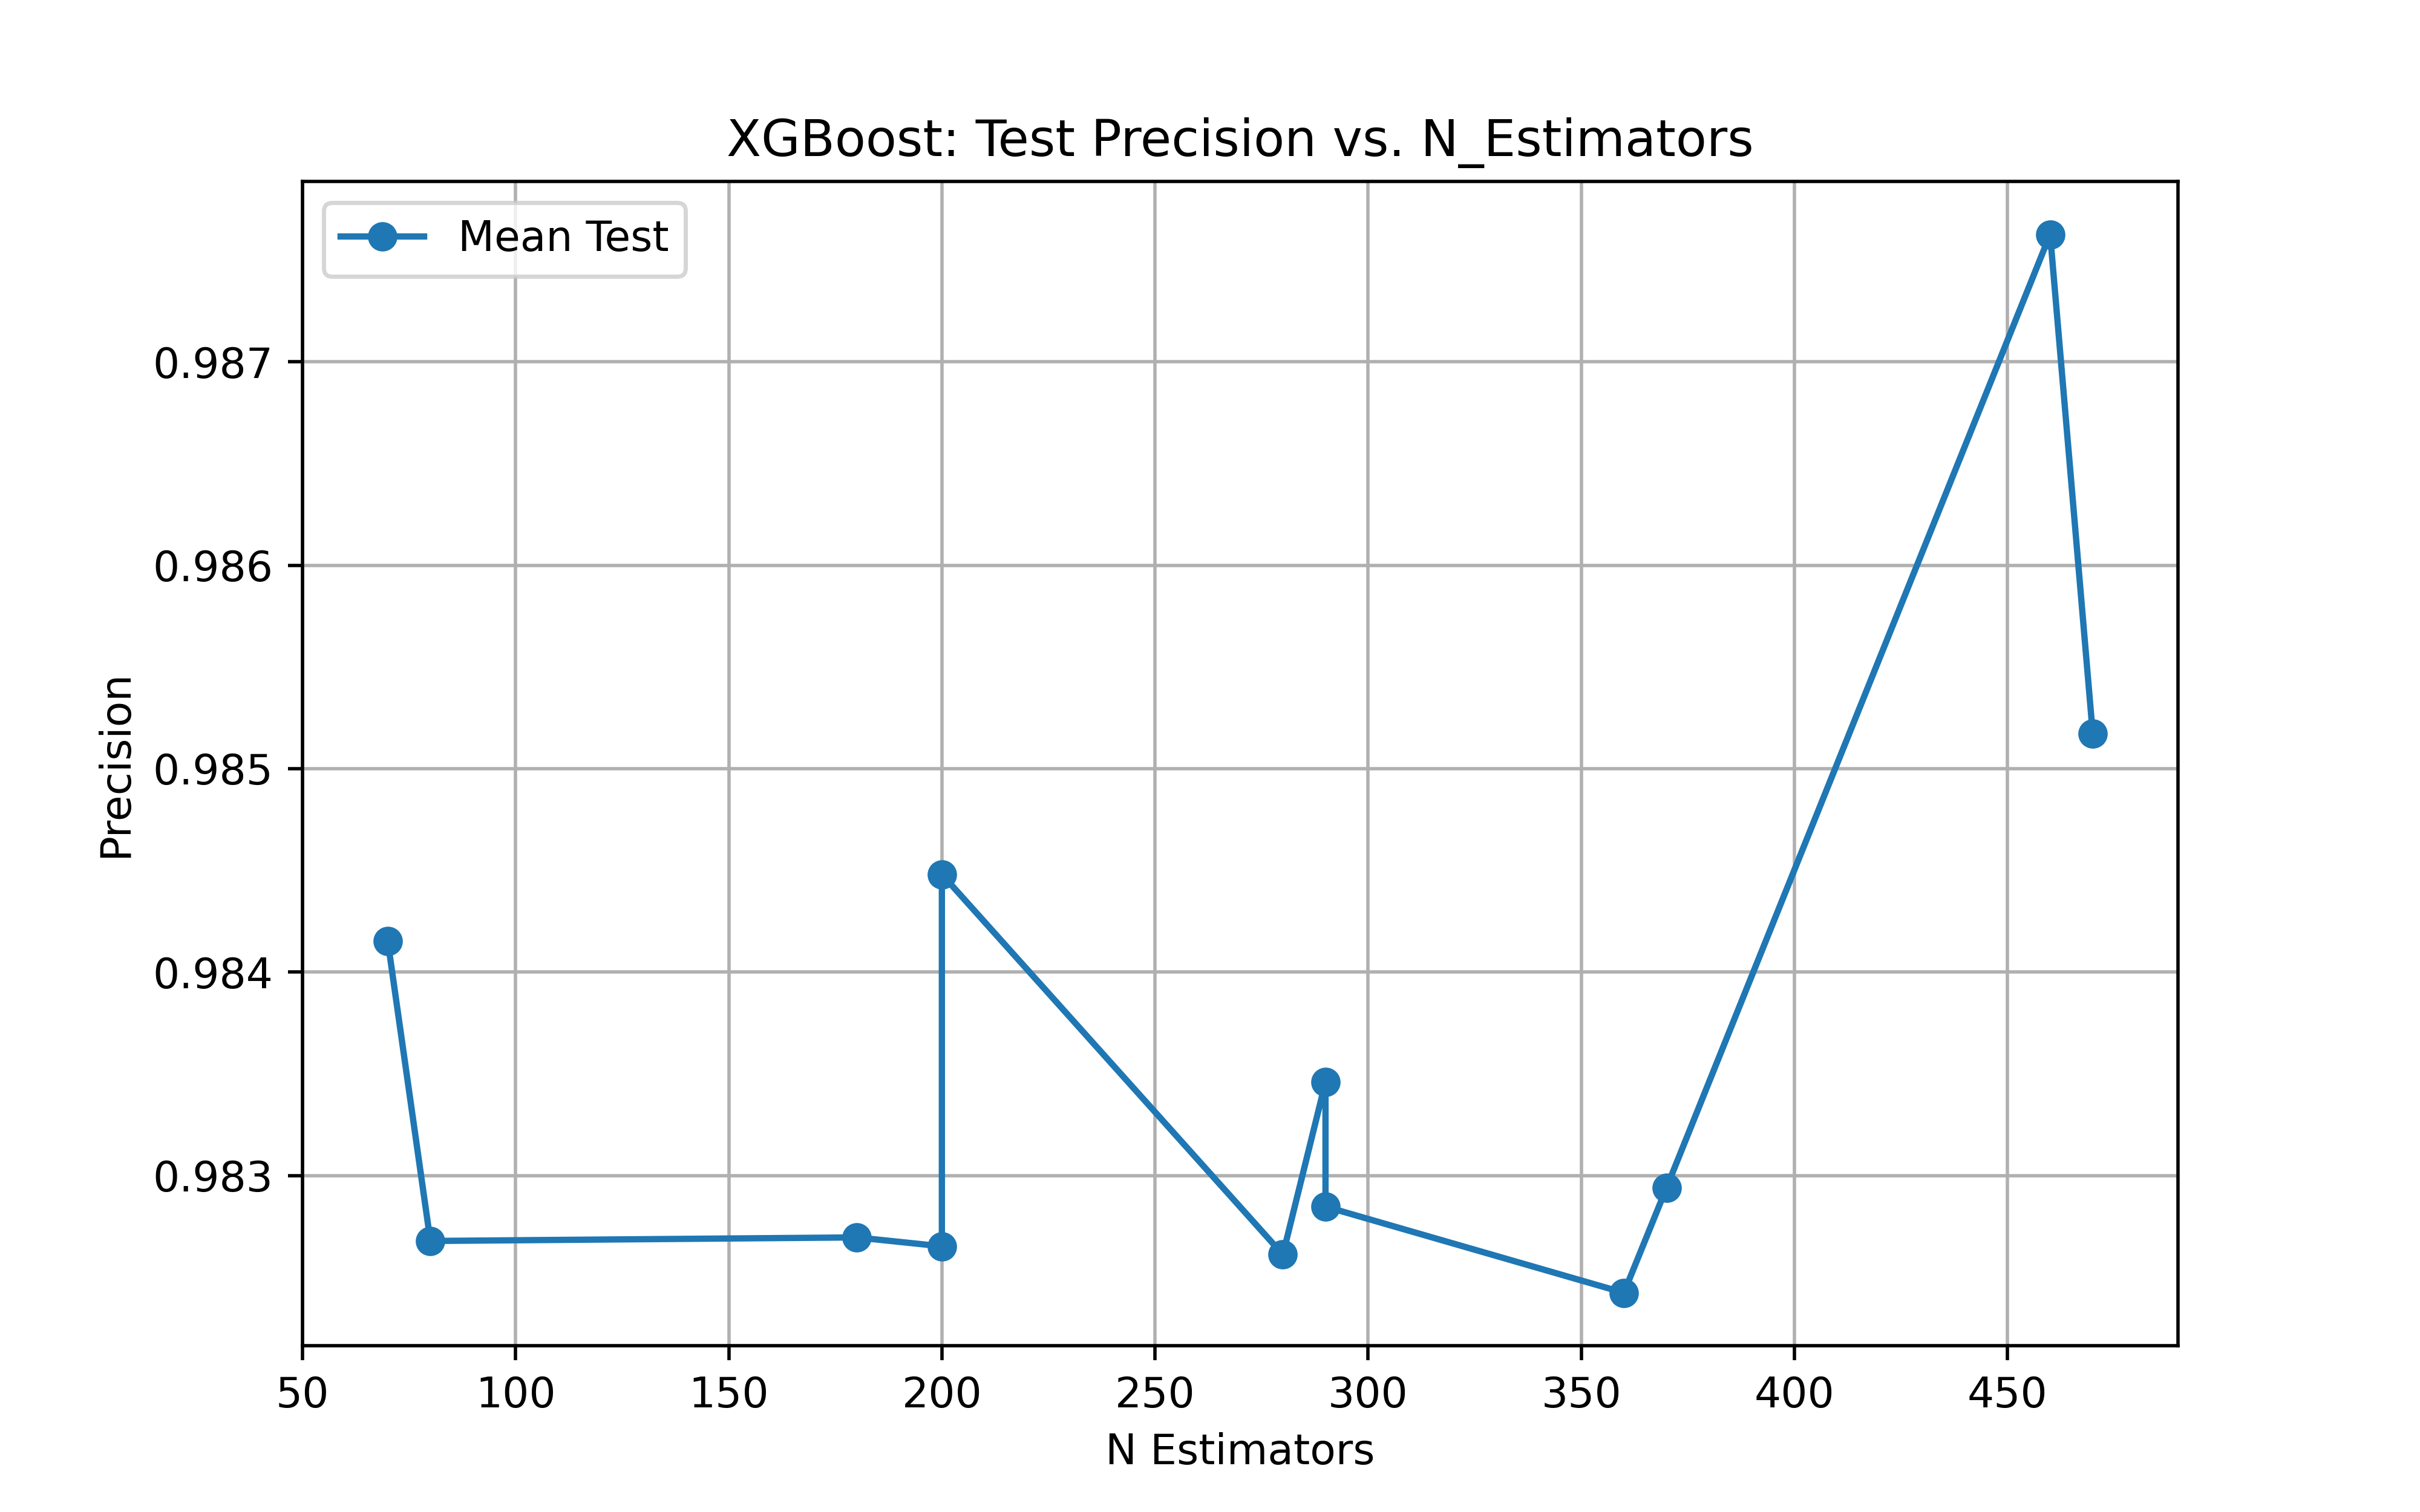 XGBoost: Test Precision vs. N_Estimators
Mean Test
0.987
0.986
0.985
0.984
0.983
Precision
50 100 150 200 250 300 350 400 450
N Estimators